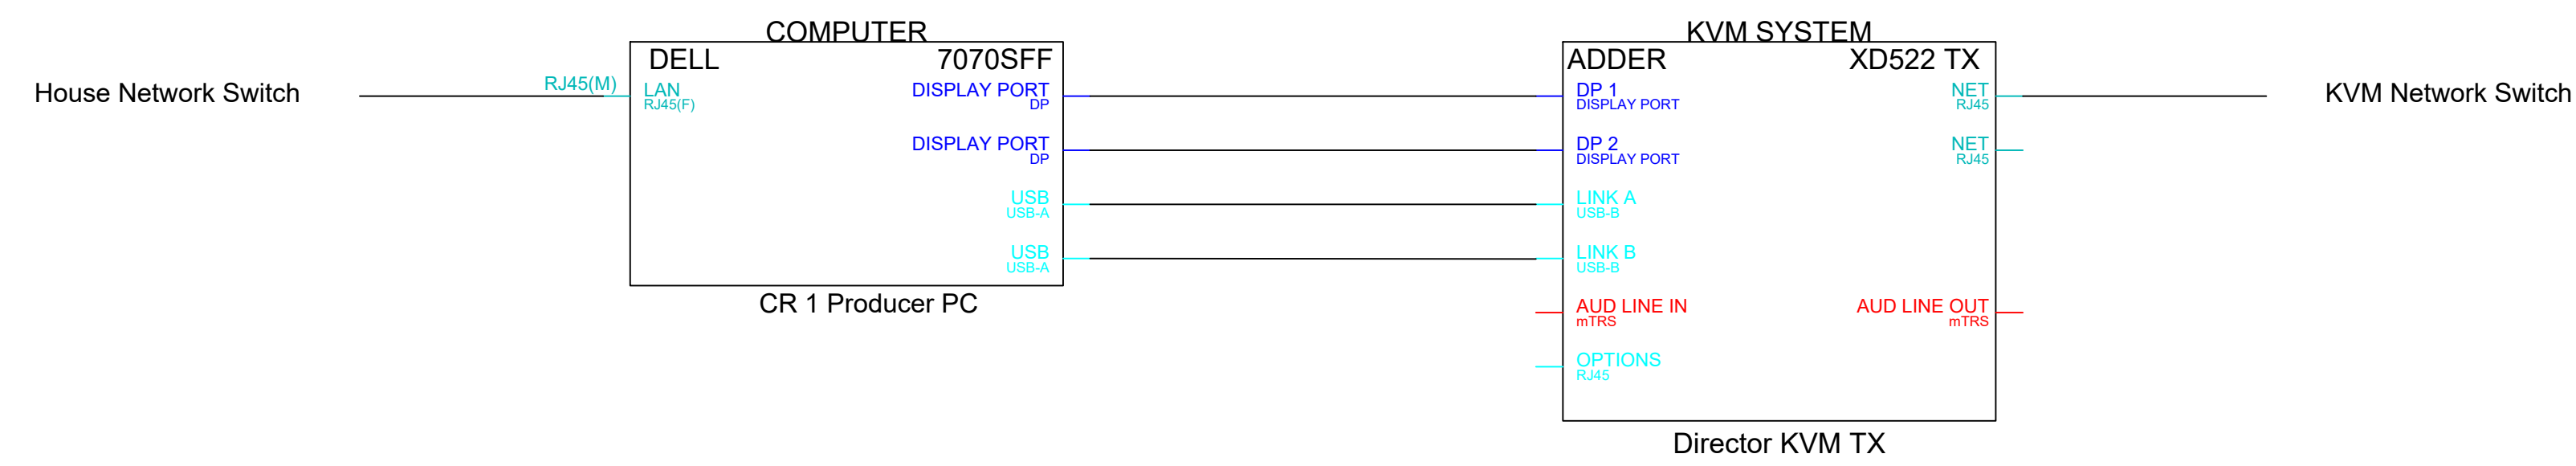 COMPUTER
DELL 7070SFF
House Network Switch
RJ45(M)
LAN
RJ45(F)
DISPLAY PORT
DP
DISPLAY PORT
DP
USB
USB-A
USB
USB-A
CR 1 Producer PC
KVM SYSTEM
ADDER XD522 TX
DP 1
DISPLAY PORT
DP 2
DISPLAY PORT
LINK A
USB-B
LINK B
USB-B
AUD LINE IN
mTRS
OPTIONS
RJ45
NET
RJ45
NET
RJ45
AUD LINE OUT
mTRS
Director KVM TX
KVM Network Switch